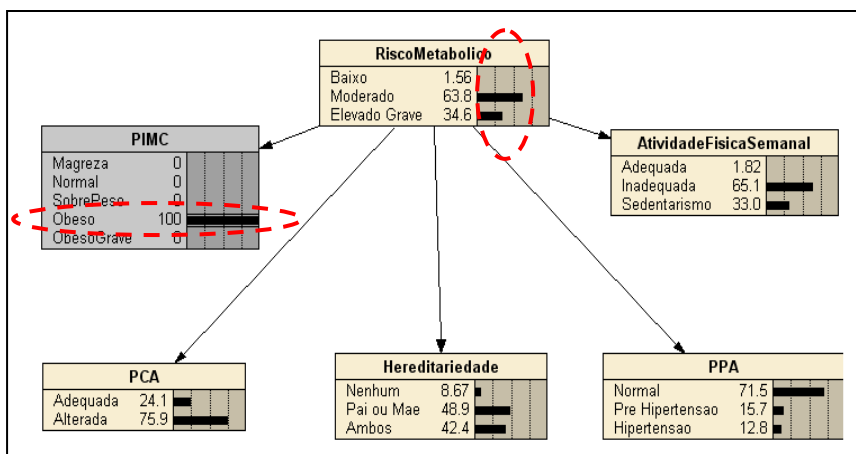 RiscoMetabolico
Baixo 1.56
Moderado 63.8
Elevado Grave 34.6
PIMC
Magreza 0
Normal 0
SobrePeso 0
Obeso 100
ObesoGrave 0
AtividadeFisicaSemanal
Adequada 1.82
Inadequada 65.1
Sedentarismo 33.0
PCA
Adequada 24.1
Alterada 75.9
Hereditariedade
Nenhum 8.67
Pai ou Mae 48.9
Ambos 42.4
PPA
Normal 71.5
Pre Hipertensao 15.7
Hipertensao 12.8